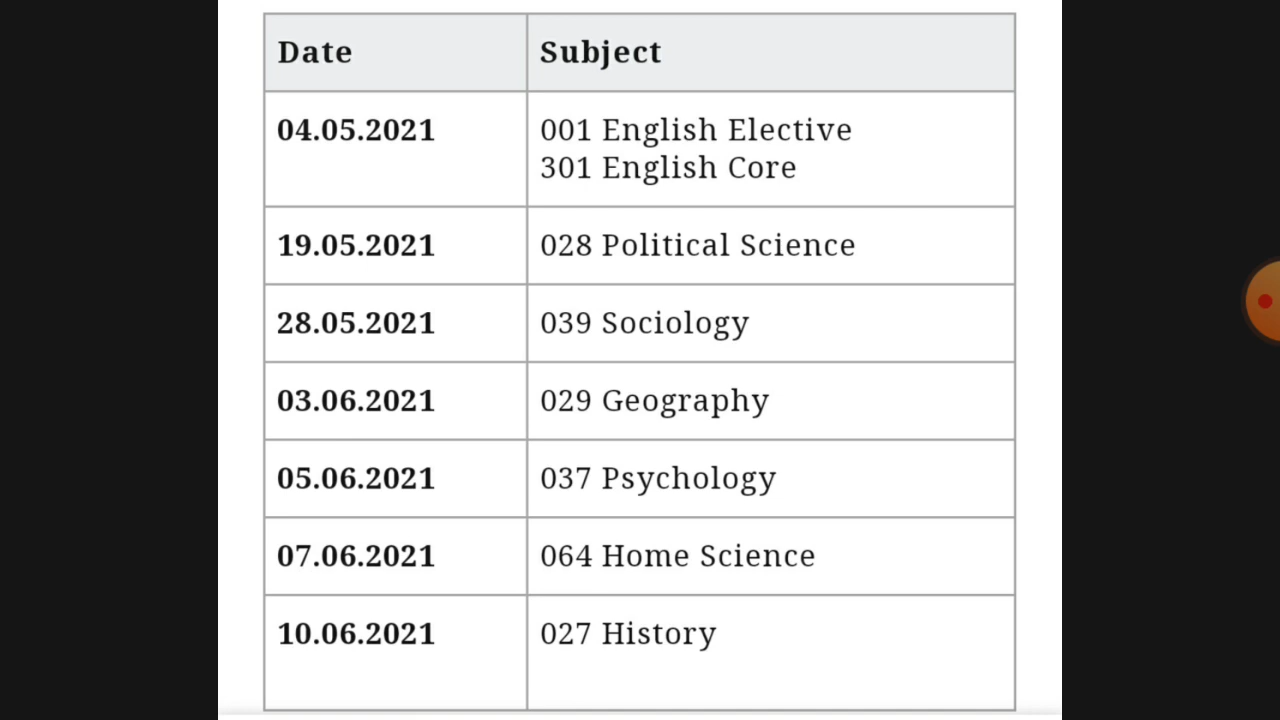 Date Subject
04.05.2021 001 English Elective
301 English Core
19.05.2021 028 Political Science
28.05.2021 039 Sociology
03.06.2021 029 Geography
05.06.2021 037 Psychology
07.06.2021 064 Home Science
10.06.2021 027 History